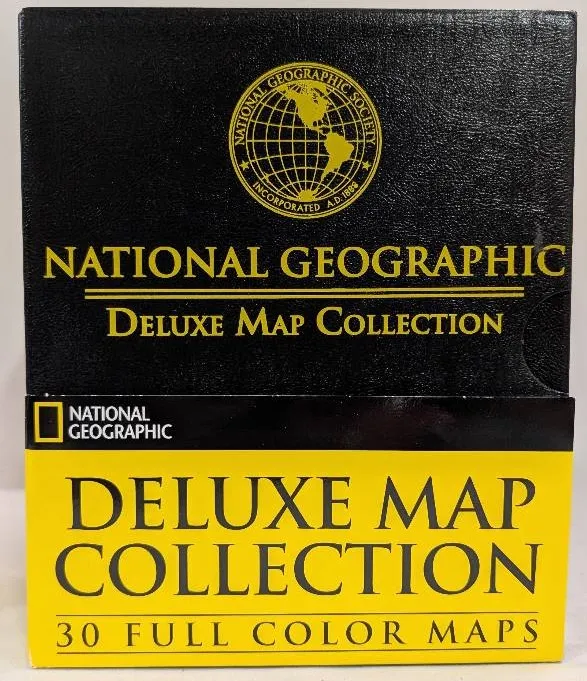 NATIONAL GEOGRAPHIC SOCIETY
INCORPORATED A.D. 1888
NATIONAL GEOGRAPHIC
DELUXE MAP COLLECTION
NATIONAL
GEOGRAPHIC
DELUXE MAP
COLLECTION
30 FULL COLOR MAPS